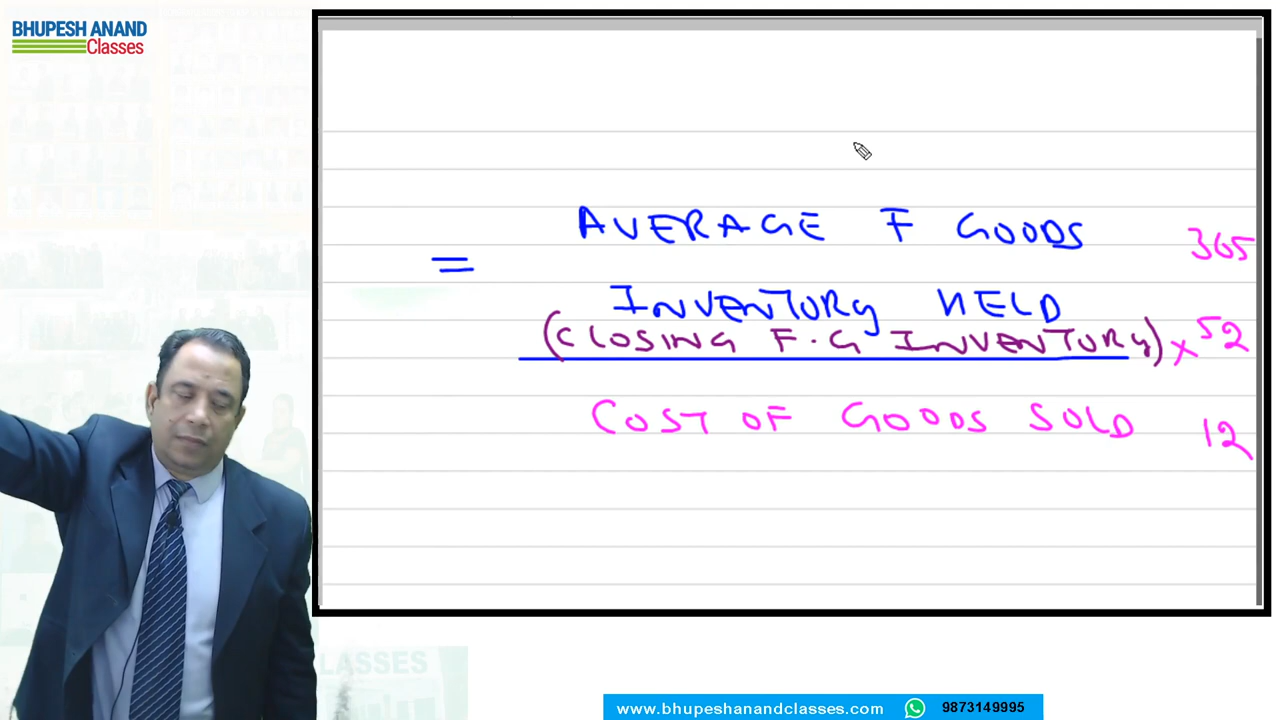 BHUPESH ANAND
Classes
AVERAGE F GOODS
365
=
INVENTORY HELD
(CLOSING F.G INVENTORY) × 52
COST OF GOODS SOLD
12
CLASSES
www.bhupeshanandclasses.com
9873149995